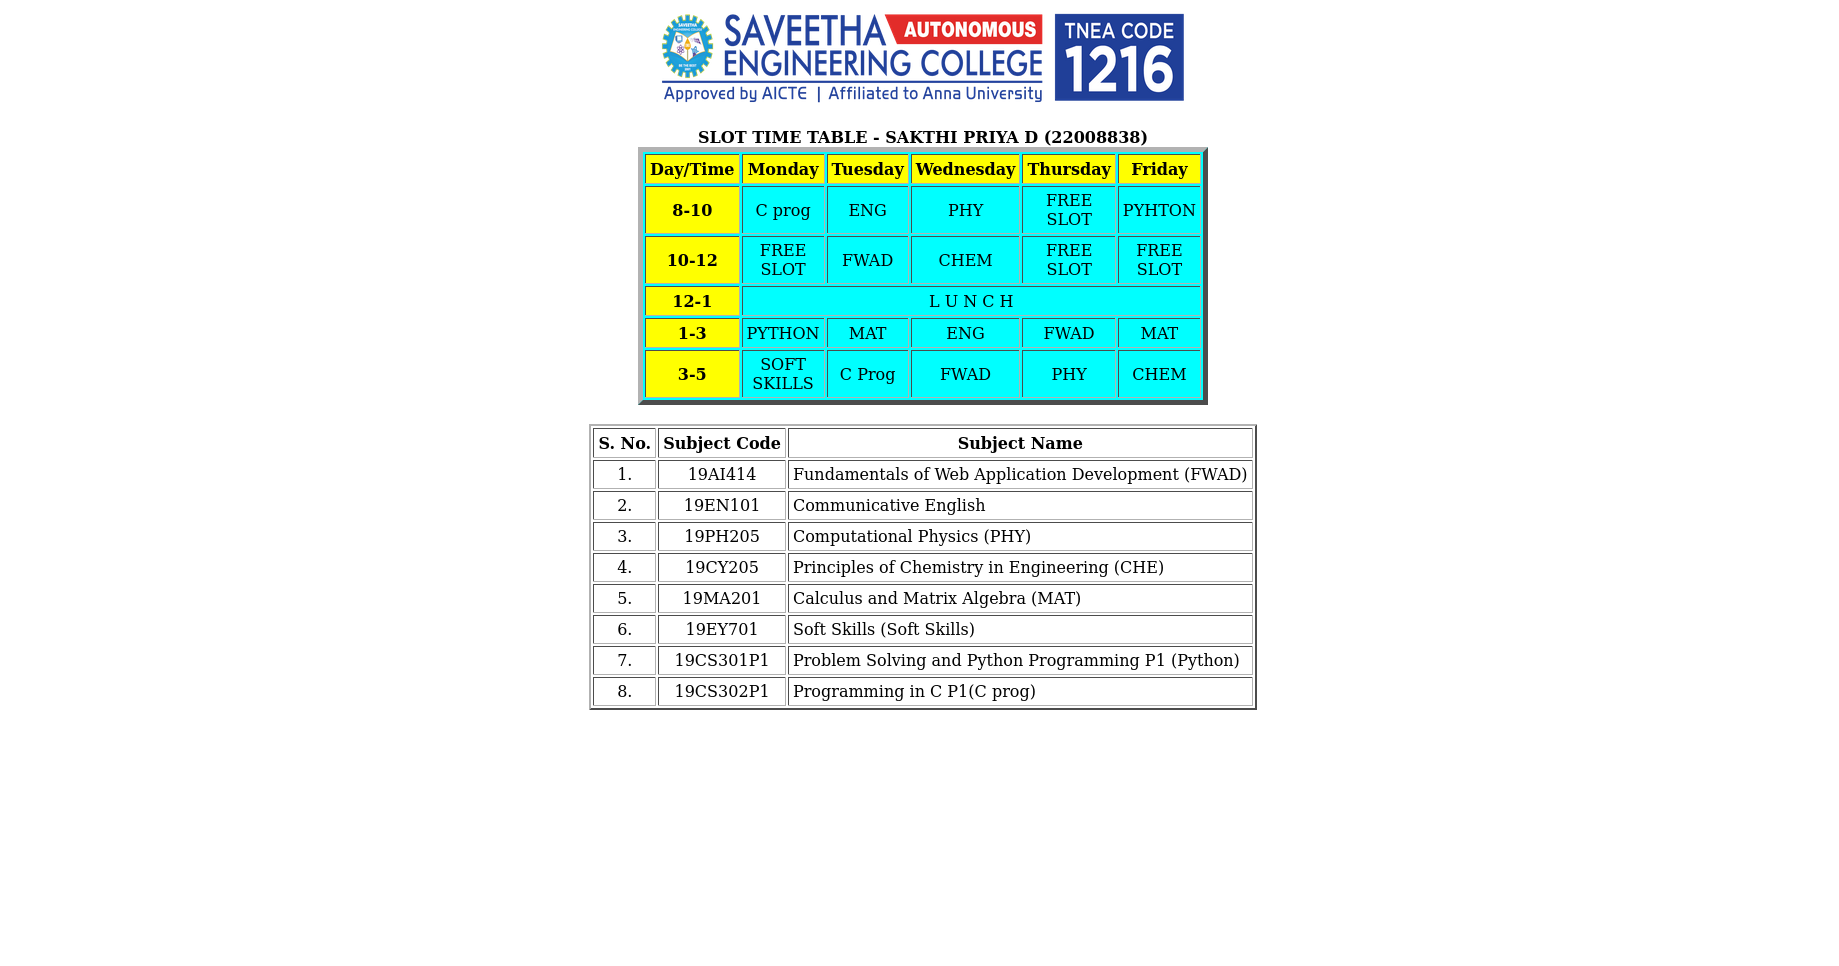 SAVEETHA AUTONOMOUS
ENGINEERING COLLEGE
Approved by AICTE | Affiliated to Anna University
TNEA CODE
1216
SLOT TIME TABLE - SAKTHI PRIYA D (22008838)
Day/Time Monday Tuesday Wednesday Thursday Friday
8-10 C prog ENG PHY FREE SLOT PYHTON
10-12 FREE SLOT FWAD CHEM FREE SLOT FREE SLOT
12-1 L U N C H
1-3 PYTHON MAT ENG FWAD MAT
3-5 SOFT SKILLS C Prog FWAD PHY CHEM
S. No. Subject Code Subject Name
1. 19AI414 Fundamentals of Web Application Development (FWAD)
2. 19EN101 Communicative English
3. 19PH205 Computational Physics (PHY)
4. 19CY205 Principles of Chemistry in Engineering (CHE)
5. 19MA201 Calculus and Matrix Algebra (MAT)
6. 19EY701 Soft Skills (Soft Skills)
7. 19CS301P1 Problem Solving and Python Programming P1 (Python)
8. 19CS302P1 Programming in C P1(C prog)